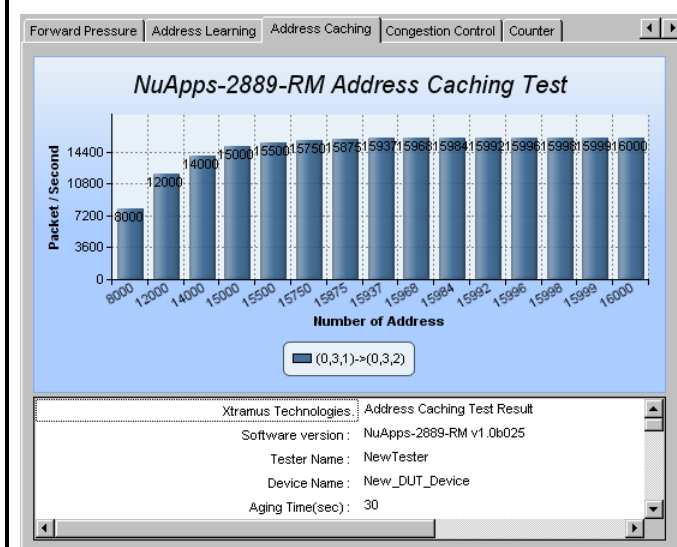 Forward Pressure Address Learning Address Caching Congestion Control Counter
NuApps-2889-RM Address Caching Test
Packet / Second
14400
10800
7200
3600
0
8000 12000 14000 15000 15500 15750 15875 15937 15968 15984 15992 15996 15998 15999 16000
8000 12000 14000 15000 15500 15750 15875 15937 15968 15984 15992 15996 15998 15999 16000
Number of Address
(0,3,1)->(0,3,2)
Xtramus Technologies. Address Caching Test Result
Software version : NuApps-2889-RM v1.0b025
Tester Name : NewTester
Device Name : New_DUT_Device
Aging Time(sec) : 30